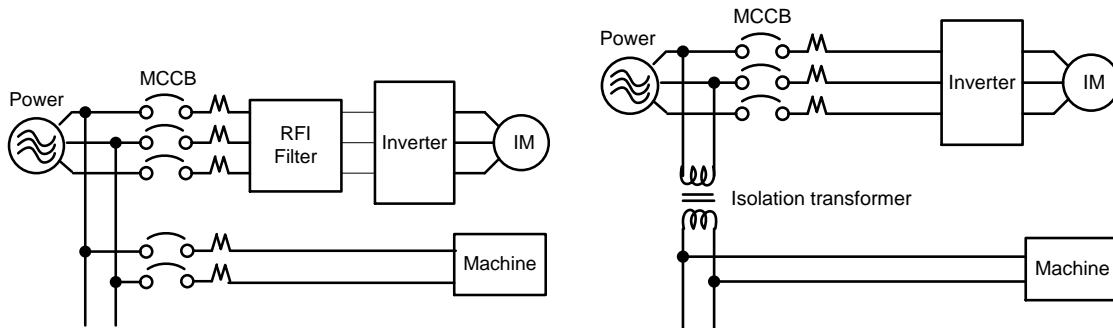 Power
MCCB
RFI
Filter
Inverter
IM
Machine
Power
MCCB
Inverter
IM
Isolation transformer
Machine